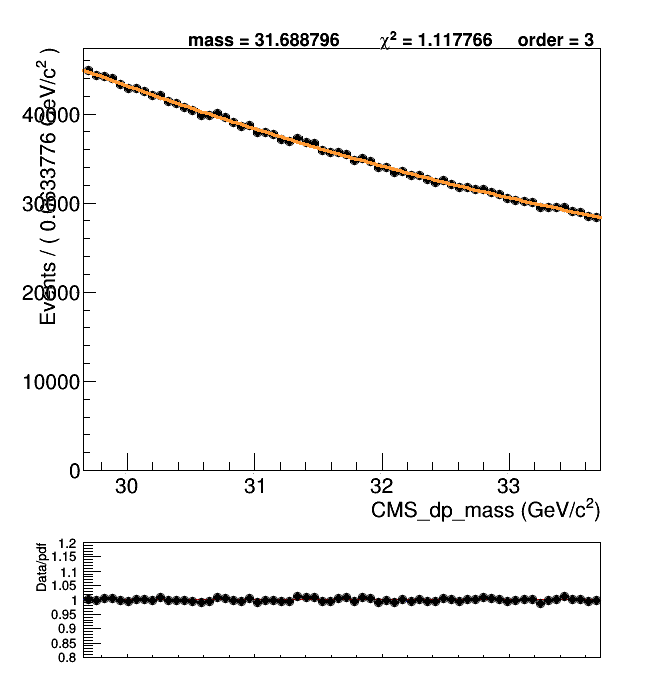 mass = 31.688796 χ² = 1.117766 order = 3
Events / ( 0.0633776 GeV/c² )
40000
30000
20000
10000
0
30 31 32 33
CMS_dp_mass (GeV/c²)
Data/pdf
1.2
1.15
1.1
1.05
1
0.95
0.9
0.85
0.8